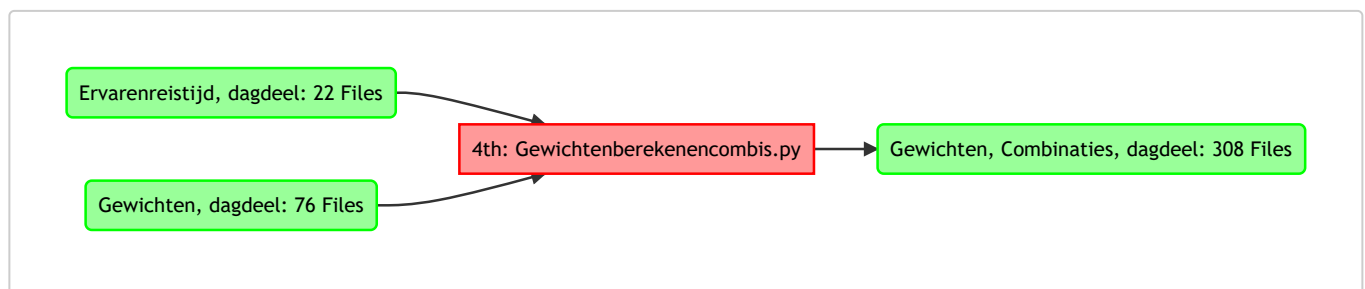 Ervarenreistijd, dagdeel: 22 Files
4th: Gewichtenberekenencombis.py
Gewichten, Combinaties, dagdeel: 308 Files
Gewichten, dagdeel: 76 Files